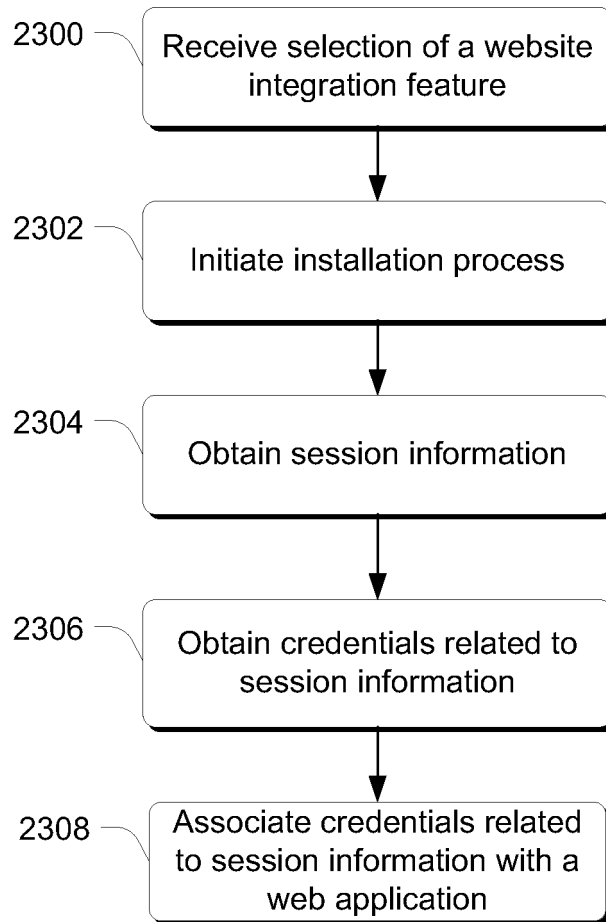 2300
Receive selection of a website
integration feature
2302
Initiate installation process
2304
Obtain session information
2306
Obtain credentials related to
session information
2308
Associate credentials related
to session information with a
web application